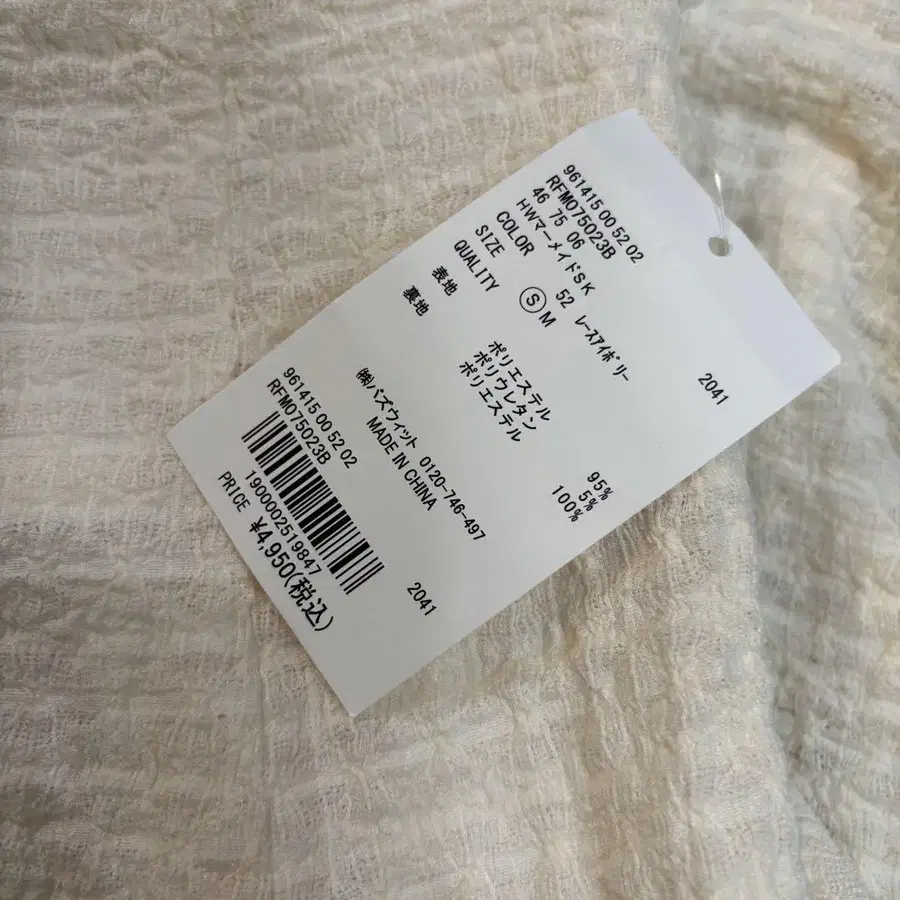 961415 00 52 02
RFM075023B
46 75 06
HWマーメイドSK
COLOR 52 ﾚｰｽｱｲﾎﾞﾘｰ 2041
SIZE Ⓢ M
QUALITY
表地 ポリエステル 95%
ポリウレタン 5%
裏地 ポリエステル 100%
㈱バズウィット 0120-746-497
MADE IN CHINA
961415 00 52 02
RFM075023B
2041
1900002519847
PRICE ¥4,950(税込)